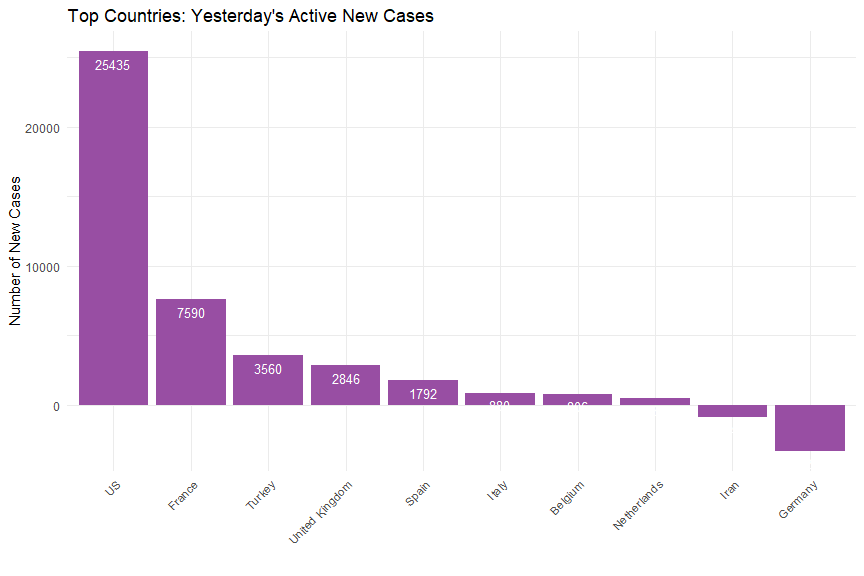 Top Countries: Yesterday's Active New Cases
Number of New Cases
20000
10000
0
25435
7590
3560
2846
1792
US
France
Turkey
United Kingdom
Spain
Italy
Belgium
Netherlands
Iran
Germany